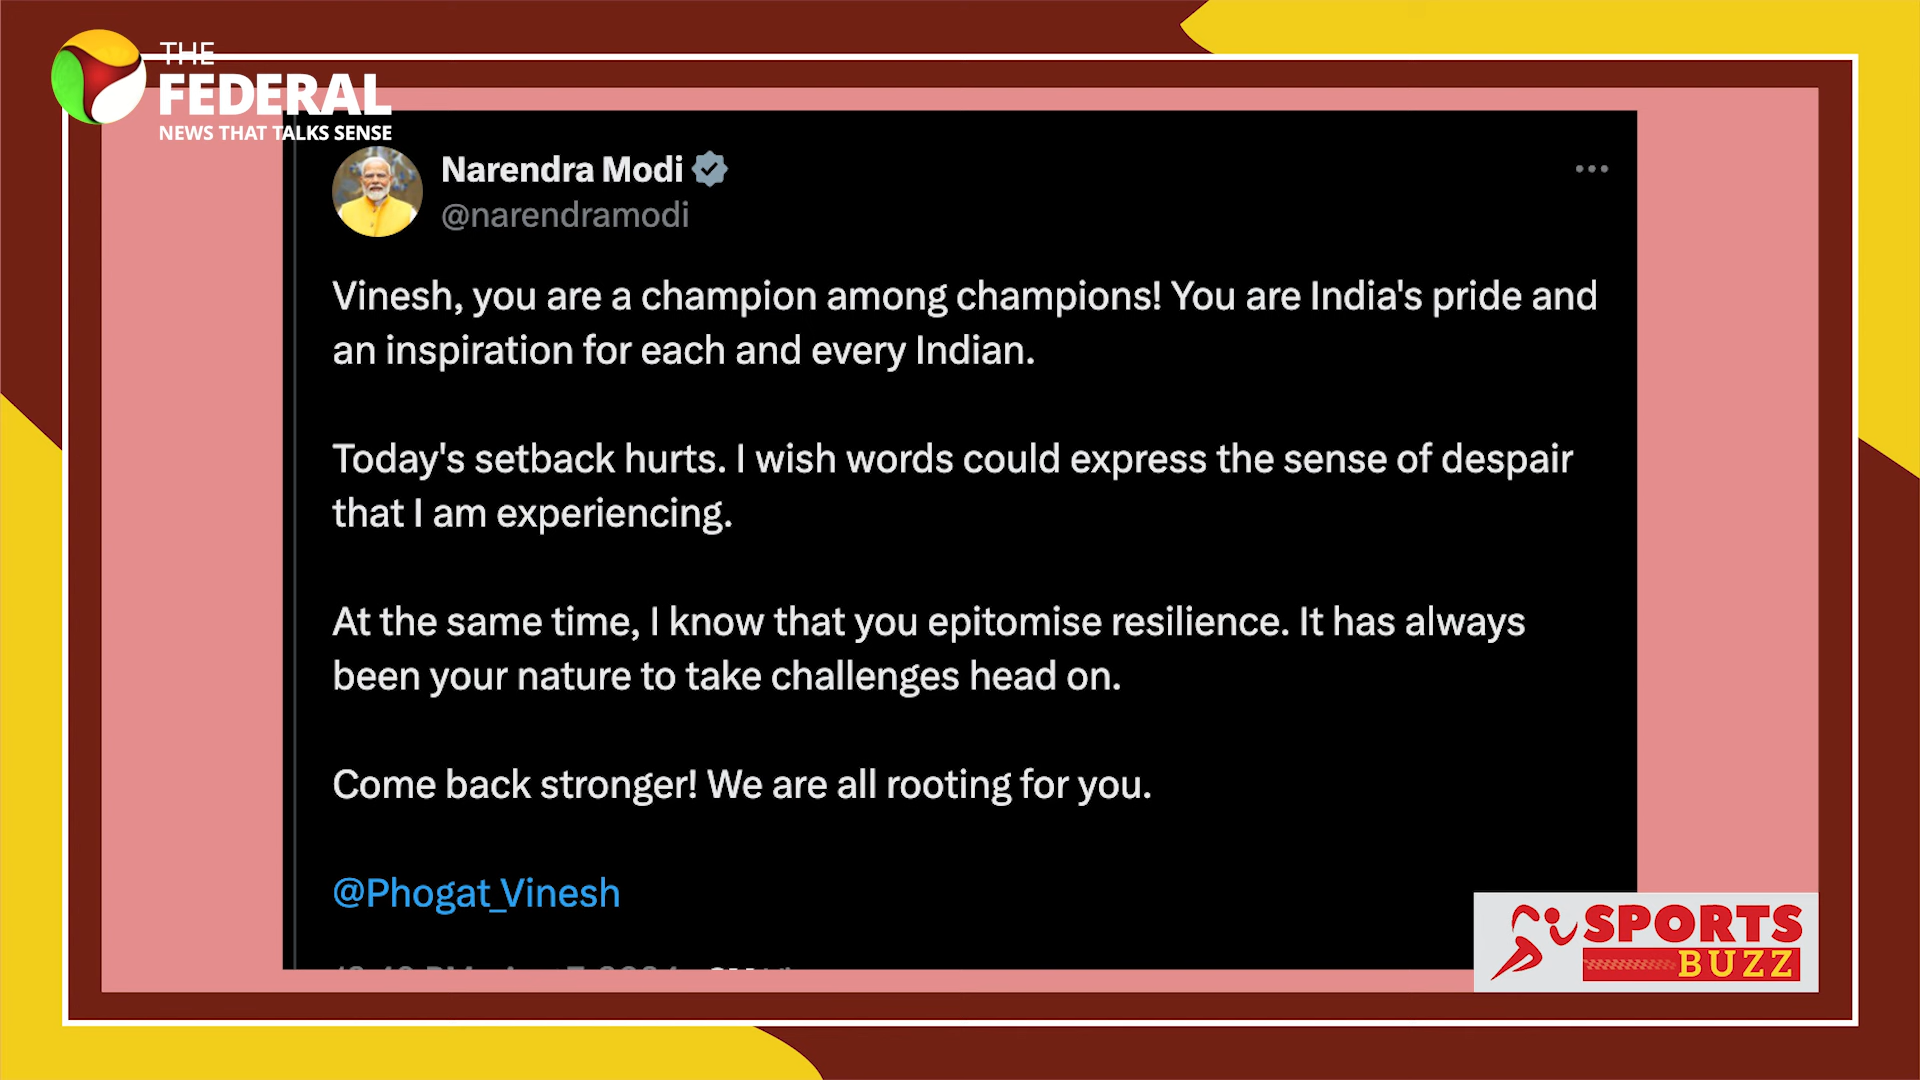 THE
FEDERAL
NEWS THAT TALKS SENSE
Narendra Modi
@narendramodi
Vinesh, you are a champion among champions! You are India's pride and
an inspiration for each and every Indian.
Today's setback hurts. I wish words could express the sense of despair
that I am experiencing.
At the same time, I know that you epitomise resilience. It has always
been your nature to take challenges head on.
Come back stronger! We are all rooting for you.
@Phogat_Vinesh
SPORTS
BUZZ